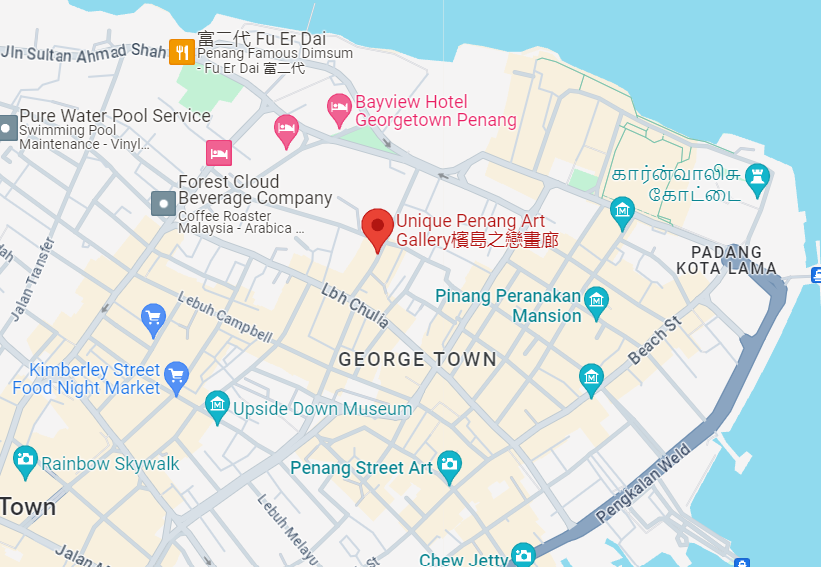 富二代 Fu Er Dai
Penang Famous Dimsum
- Fu Er Dai 富二代
Jln Sultan Ahmad Shah
Bayview Hotel
Georgetown Penang
Pure Water Pool Service
Swimming Pool
Maintenance - Vinyl...
Forest Cloud
Beverage Company
Coffee Roaster
Malaysia - Arabica ...
கார்ன்வாலிசு
கோட்டை
Unique Penang Art
Gallery檳島之戀畫廊
PADANG
KOTA LAMA
Jalan Transfer
Lebuh Campbell
Lbh Chulia
Pinang Peranakan
Mansion
Beach St
GEORGE TOWN
Kimberley Street
Food Night Market
Upside Down Museum
Rainbow Skywalk
Penang Street Art
Pengkalan Weld
Town
Lebuh Melayu
St
Jalan
Chew Jetty